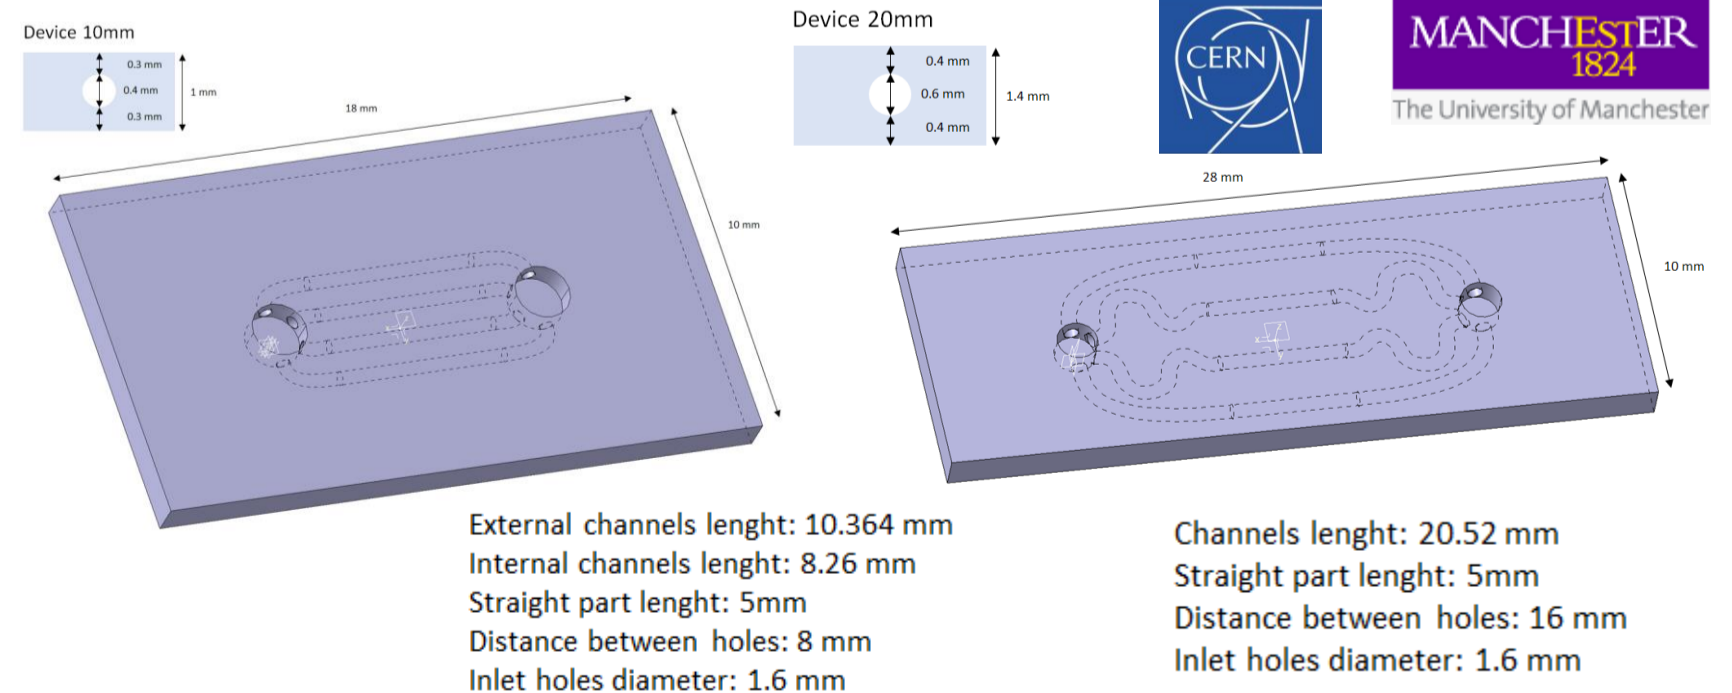 Device 10mm
0.3 mm
0.4 mm
0.3 mm
1 mm
18 mm
10 mm
Device 20mm
0.4 mm
0.6 mm
0.4 mm
1.4 mm
CERN
MANCHESTER
1824
The University of Manchester
28 mm
10 mm
External channels lenght: 10.364 mm
Internal channels lenght: 8.26 mm
Straight part lenght: 5mm
Distance between holes: 8 mm
Inlet holes diameter: 1.6 mm
Channels lenght: 20.52 mm
Straight part lenght: 5mm
Distance between holes: 16 mm
Inlet holes diameter: 1.6 mm